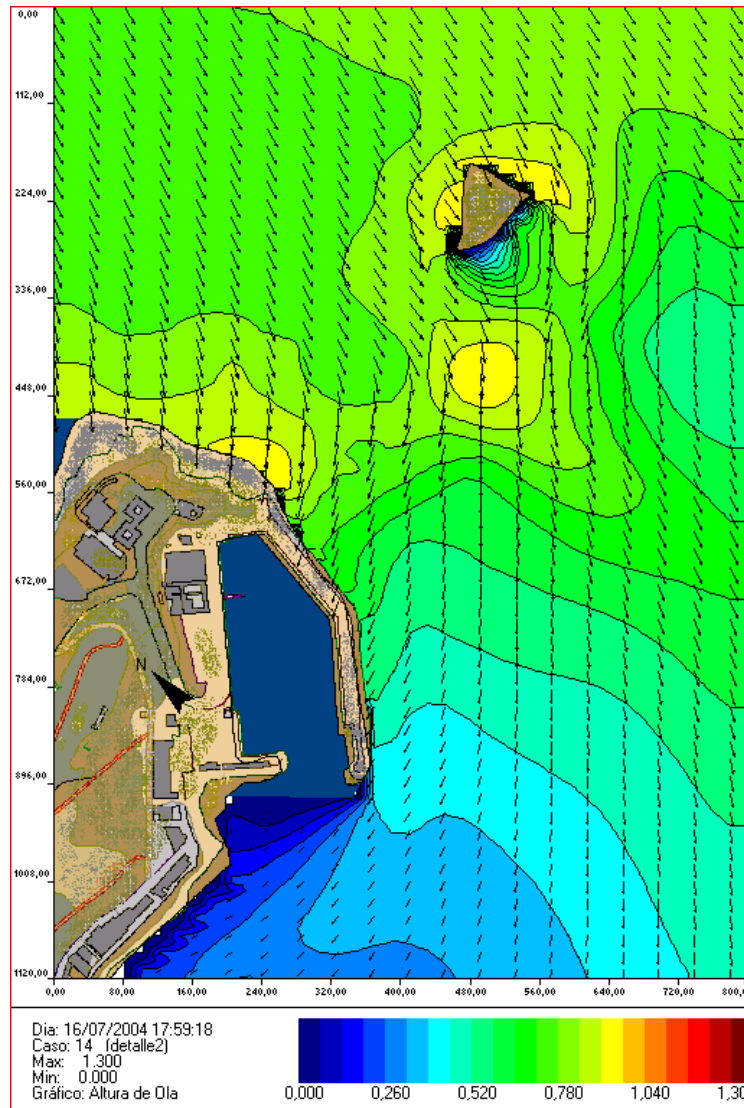 0,00
112,00
224,00
336,00
448,00
560,00
672,00
784,00
N
896,00
1008,00
1120,00
0,00 80,00 160,00 240,00 320,00 400,00 480,00 560,00 640,00 720,00 800,0
Dia: 16/07/2004 17:59:18
Caso: 14 (detalle2)
Max: 1.300
Min: 0.000
Gráfico: Altura de Ola
0,000 0,260 0,520 0,780 1,040 1,30